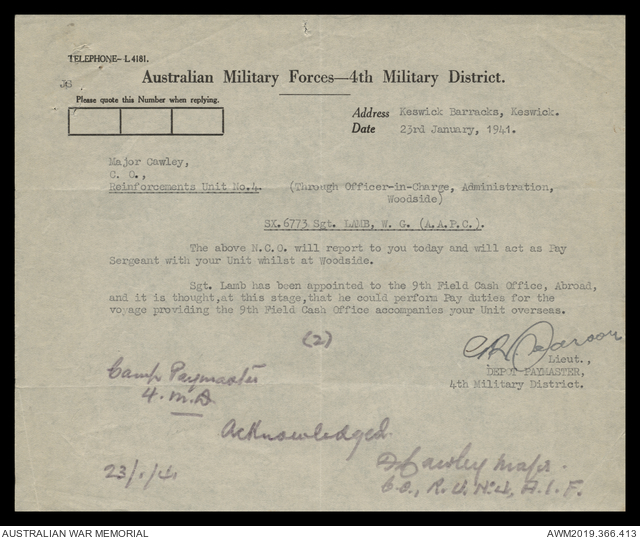 TELEPHONE—L 4181.
JS
Australian Military Forces—4th Military District.
Please quote this Number when replying.
Address Keswick Barracks, Keswick.
Date 23rd January, 1941.
Major Cawley,
C. O.,
Reinforcements Unit No.4. (Through Officer-in-Charge, Administration,
Woodside)
SX.6773 Sgt. LAMB, W. G. (A.A.P.C.).
The above N.C.O. will report to you today and will act as Pay
Sergeant with your Unit whilst at Woodside.
Sgt. Lamb has been appointed to the 9th Field Cash Office, Abroad,
and it is thought,at this stage,that he could perform Pay duties for the
voyage providing the 9th Field Cash Office accompanies your Unit overseas.
Lieut.,
DEPOT PAYMASTER,
4th Military District.
(2)
Camp Paymaster
4. M.D.
Acknowledged.
23/1/41
Cawley Major.
C.O., R.U. No.4, A.I.F.
AUSTRALIAN WAR MEMORIAL
AWM2019.366.413